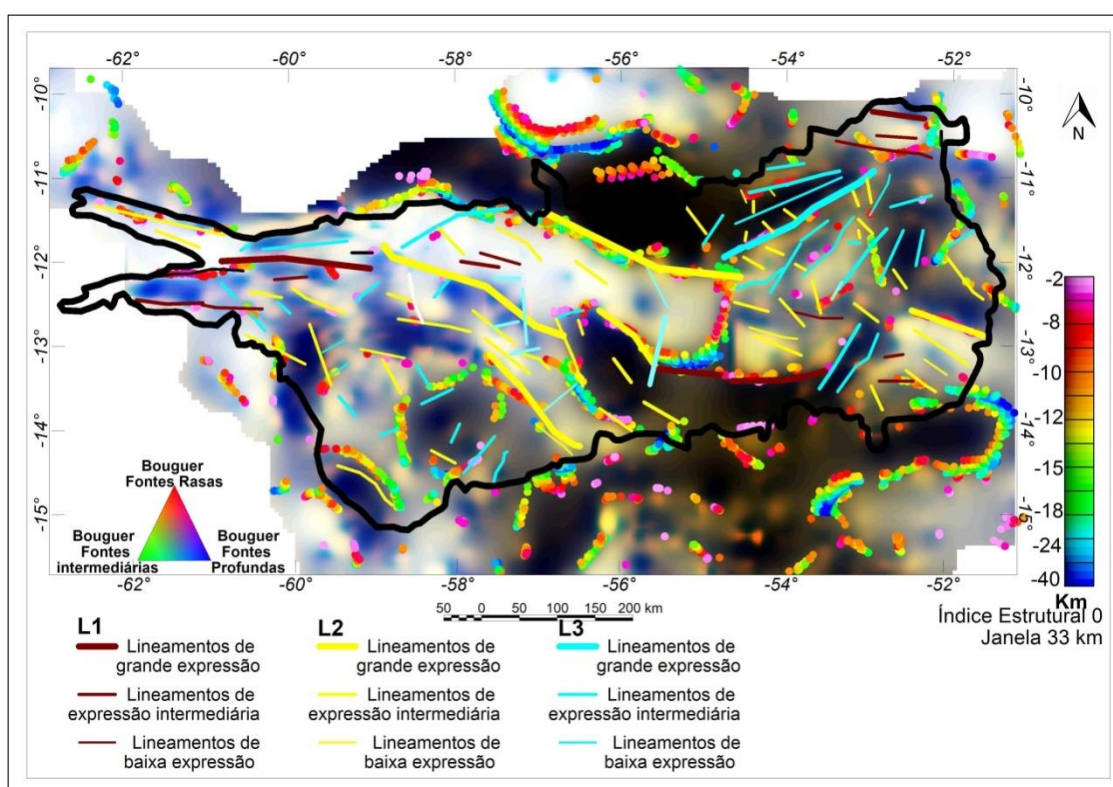 -62° -60° -58° -56° -54° -52°
-10° -10°
-11° -11°
-12° -12°
-13° -13°
-14° -14°
-15° -15°
-62° -60° -58° -56° -54° -52°
N
-2
-8
-10
-12
-15
-18
-24
-40
Km
Índice Estrutural 0
Janela 33 km
Bouguer
Fontes Rasas
Bouguer
Fontes
intermediárias
Bouguer
Fontes
Profundas
50 0 50 100 150 200 km
L1
Lineamentos de
grande expressão
Lineamentos de
expressão intermediária
Lineamentos de
baixa expressão
L2
Lineamentos de
grande expressão
Lineamentos de
expressão intermediária
Lineamentos de
baixa expressão
L3
Lineamentos de
grande expressão
Lineamentos de
expressão intermediária
Lineamentos de
baixa expressão